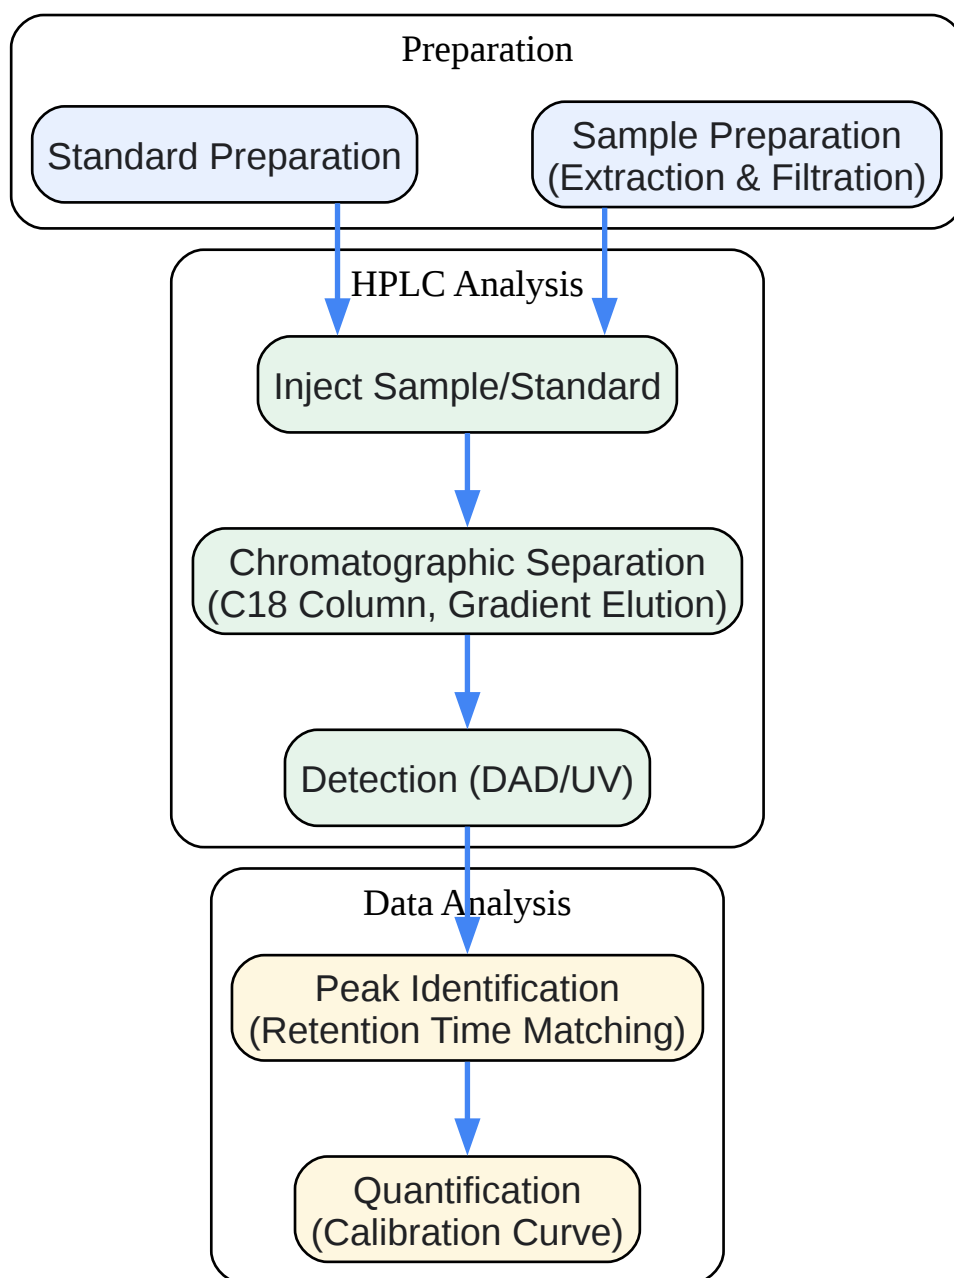 Preparation
Standard Preparation
Sample Preparation
(Extraction & Filtration)
HPLC Analysis
Inject Sample/Standard
Chromatographic Separation
(C18 Column, Gradient Elution)
Detection (DAD/UV)
Data Analysis
Peak Identification
(Retention Time Matching)
Quantification
(Calibration Curve)